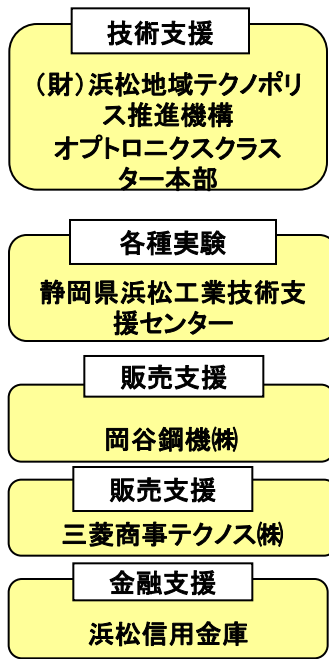 技術支援
（財）浜松地域テクノポリ
ス推進機構
オプトロニクスクラス
ター本部
各種実験
静岡県浜松工業技術支
援センター
販売支援
岡谷鋼機㈱
販売支援
三菱商事テクノス㈱
金融支援
浜松信用金庫